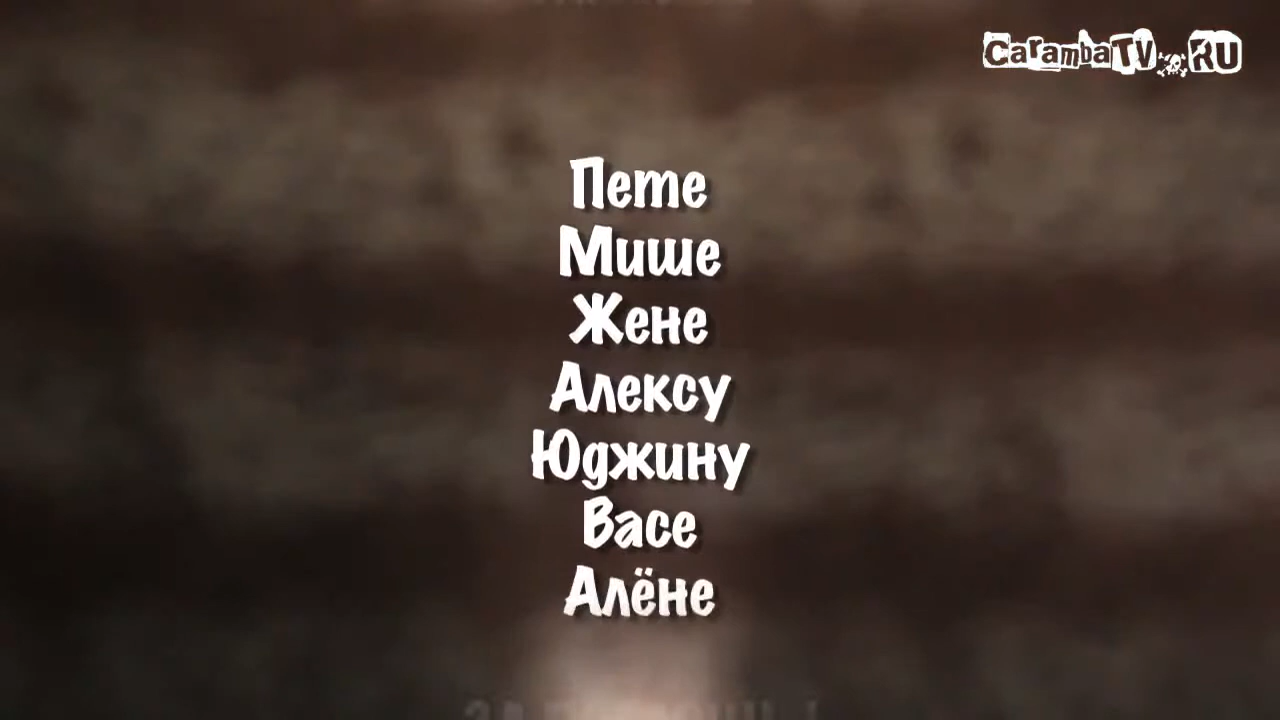 CarambaTV.RU
Пете
Мише
Жене
Алексу
Юджину
Васе
Алёне